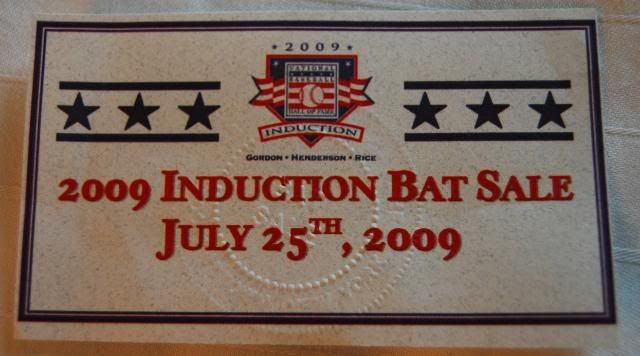 2009
NATIONAL
BASEBALL
HALL OF FAME
INDUCTION
GORDON • HENDERSON • RICE
2009 INDUCTION BAT SALE
JULY 25TH, 2009